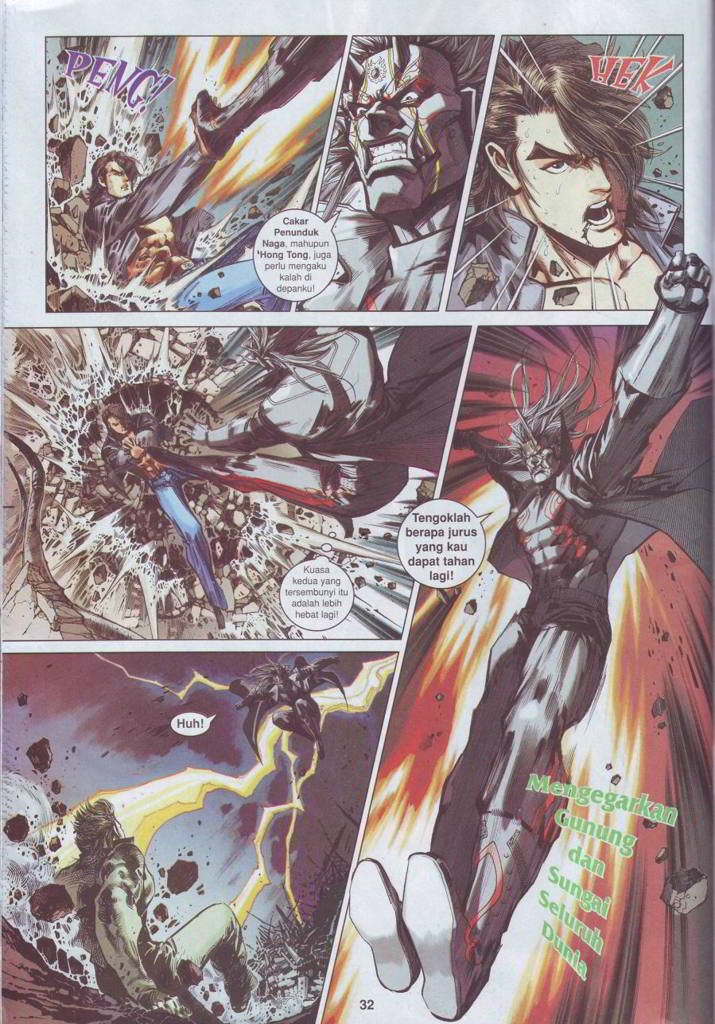 PENG!
HEK
Cakar
Penunduk
Naga, mahupun
'Hong Tong, juga
perlu mengaku
kalah di
depanku!
Tengoklah
berapa jurus
yang kau
dapat tahan
lagi!
Kuasa
kedua yang
tersembunyi itu
adalah lebih
hebat lagi!
Huh!
Mengegarkan
Gunung
dan
Sungai
Seluruh
Dunia
32